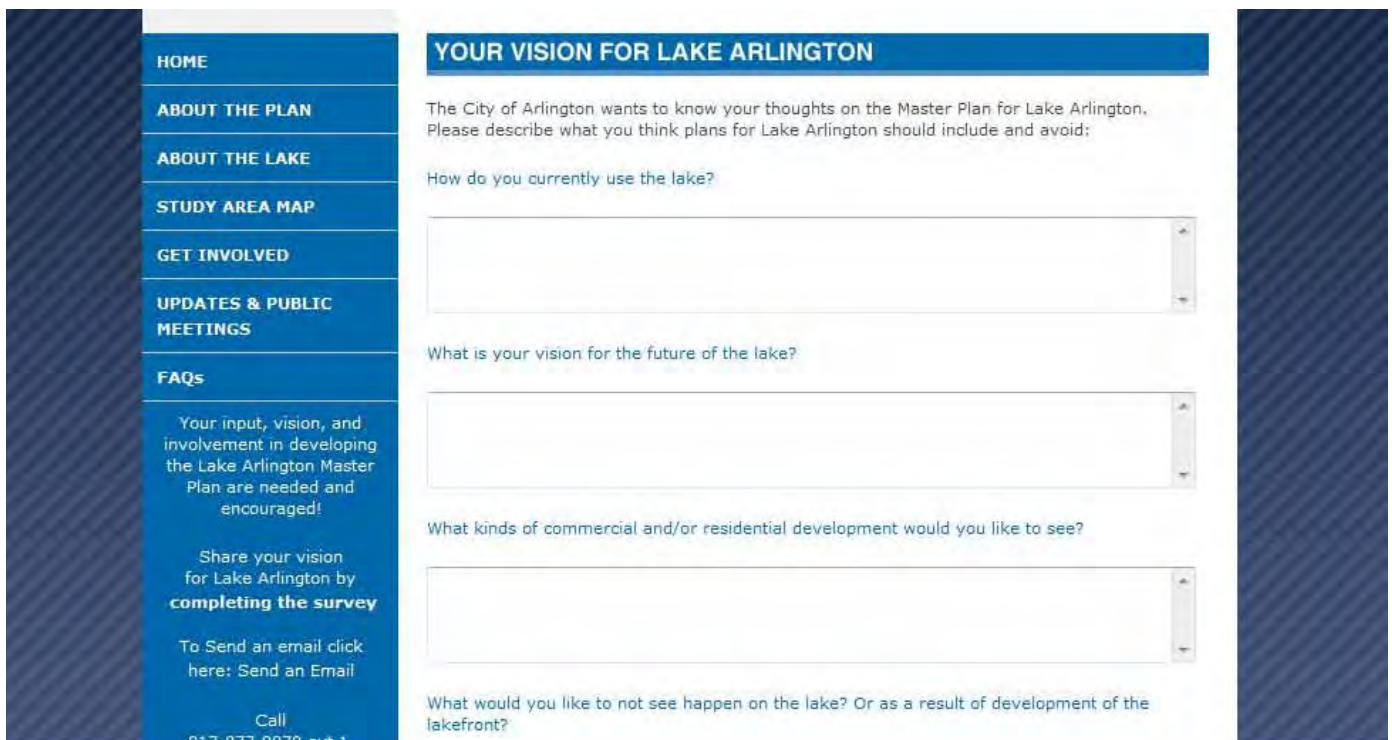 HOME
ABOUT THE PLAN
ABOUT THE LAKE
STUDY AREA MAP
GET INVOLVED
UPDATES & PUBLIC
MEETINGS
FAQs
Your input, vision, and
involvement in developing
the Lake Arlington Master
Plan are needed and
encouraged!
Share your vision
for Lake Arlington by
completing the survey
To Send an email click
here: Send an Email
Call
YOUR VISION FOR LAKE ARLINGTON
The City of Arlington wants to know your thoughts on the Master Plan for Lake Arlington.
Please describe what you think plans for Lake Arlington should include and avoid:
How do you currently use the lake?
What is your vision for the future of the lake?
What kinds of commercial and/or residential development would you like to see?
What would you like to not see happen on the lake? Or as a result of development of the
lakefront?